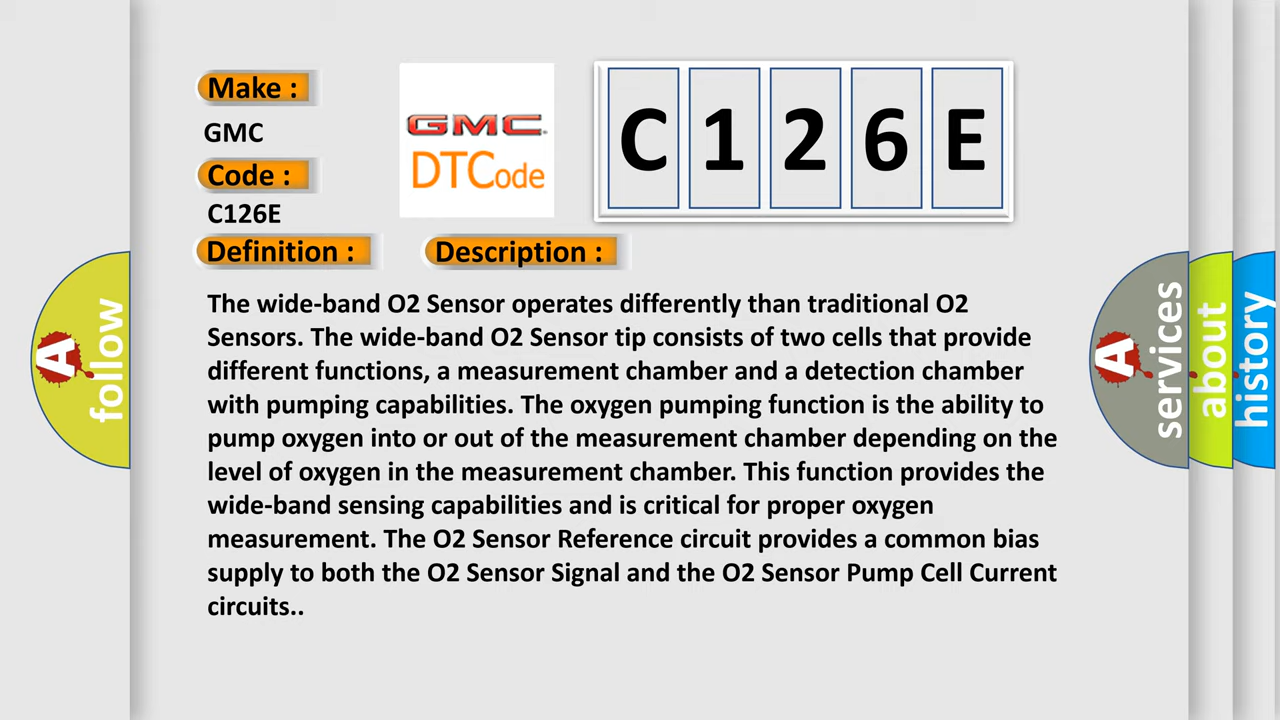 Make :
GMC
Code :
C126E
Definition :
Description :
GMC
DTCode
C126E
The wide-band O2 Sensor operates differently than traditional O2
Sensors. The wide-band O2 Sensor tip consists of two cells that provide
different functions, a measurement chamber and a detection chamber
with pumping capabilities. The oxygen pumping function is the ability to
pump oxygen into or out of the measurement chamber depending on the
level of oxygen in the measurement chamber. This function provides the
wide-band sensing capabilities and is critical for proper oxygen
measurement. The O2 Sensor Reference circuit provides a common bias
supply to both the O2 Sensor Signal and the O2 Sensor Pump Cell Current
circuits..
A follow
A services
about
history